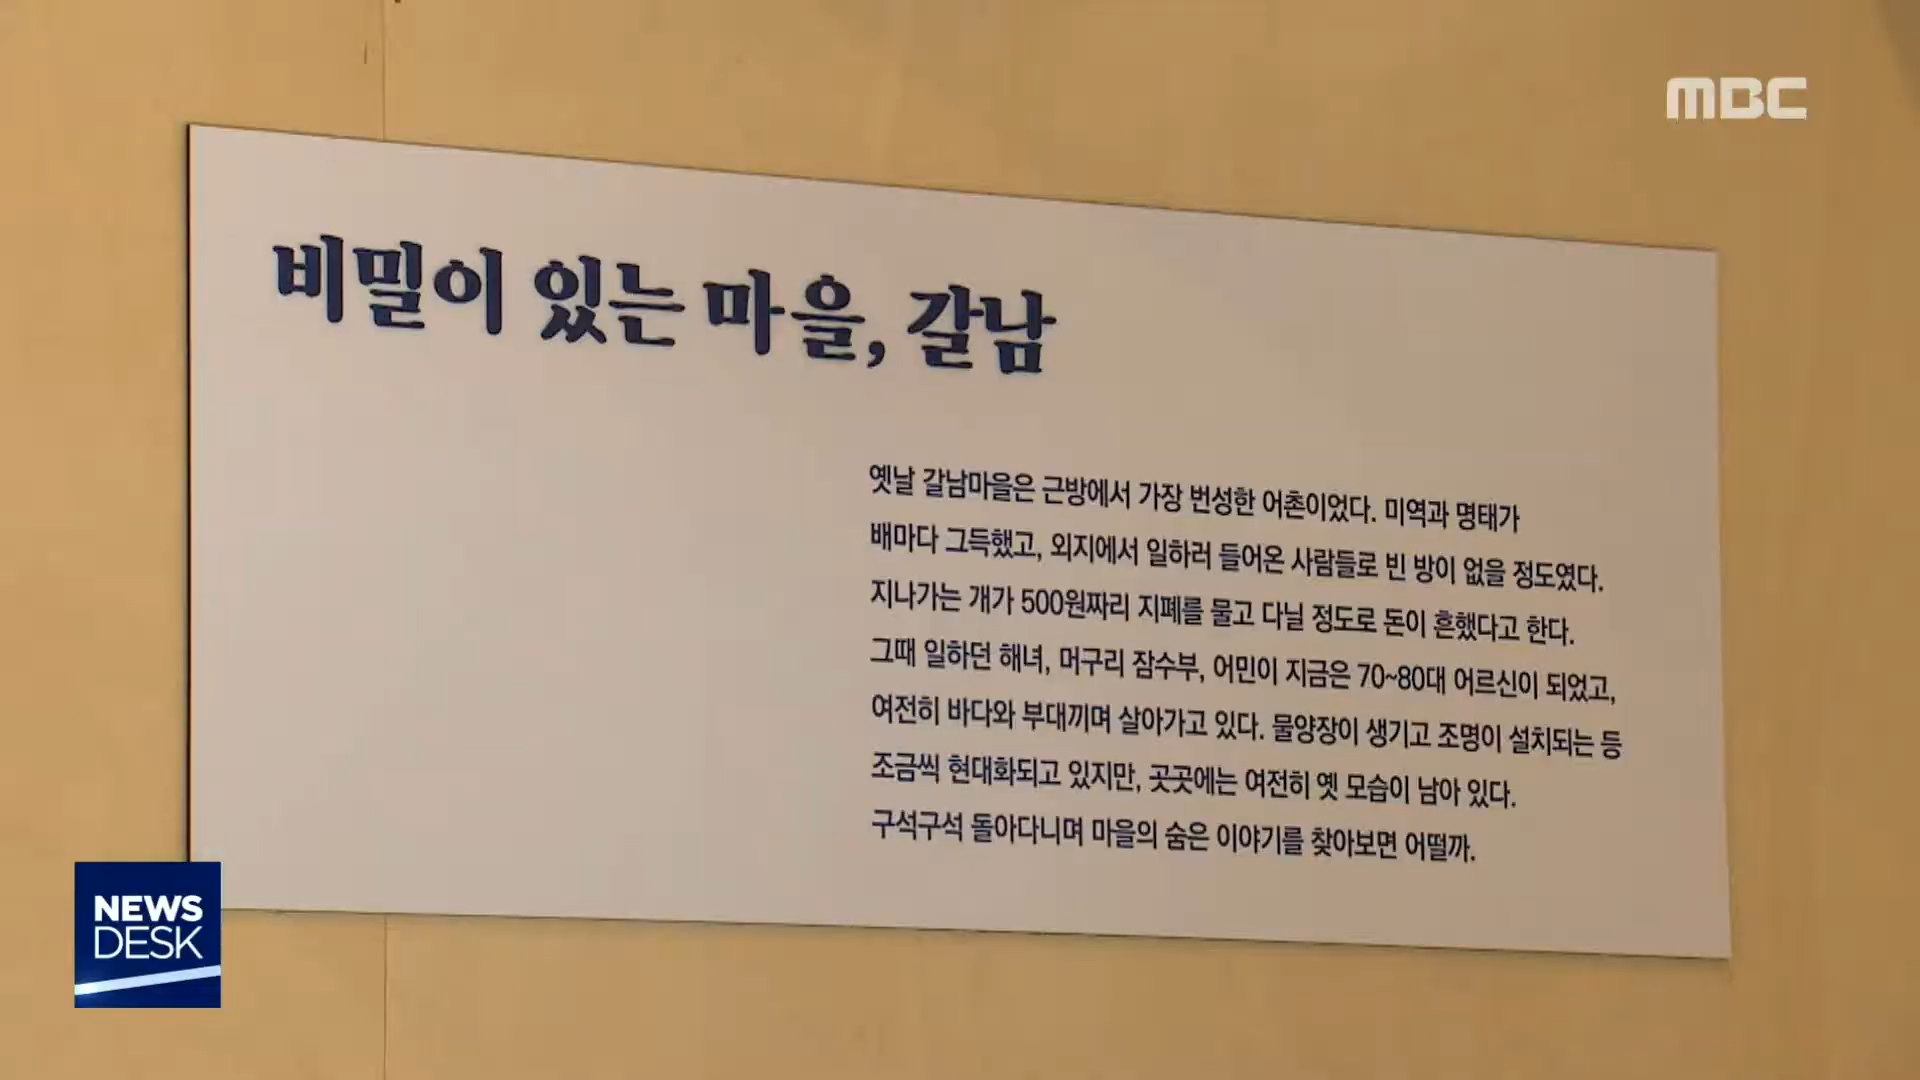 MBC
비밀이 있는 마을, 갈남
옛날 갈남마을은 근방에서 가장 번성한 어촌이었다. 미역과 명태가
배마다 그득했고, 외지에서 일하러 들어온 사람들로 빈 방이 없을 정도였다.
지나가는 개가 500원짜리 지폐를 물고 다닐 정도로 돈이 흔했다고 한다.
그때 일하던 해녀, 머구리 잠수부, 어민이 지금은 70~80대 어르신이 되었고,
여전히 바다와 부대끼며 살아가고 있다. 물양장이 생기고 조명이 설치되는 등
조금씩 현대화되고 있지만, 곳곳에는 여전히 옛 모습이 남아 있다.
구석구석 돌아다니며 마을의 숨은 이야기를 찾아보면 어떨까.
NEWS
DESK